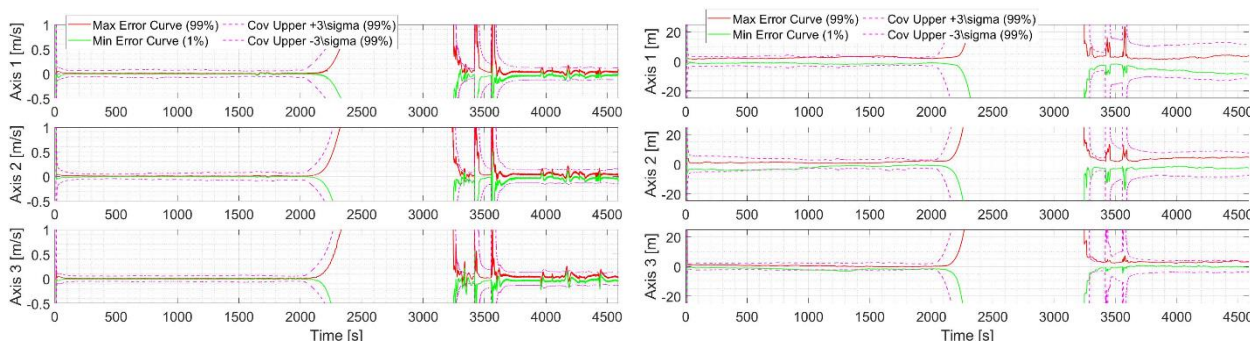 Max Error Curve (99%) Cov Upper +3\sigma (99%)
Min Error Curve (1%) Cov Upper -3\sigma (99%)
Axis 1 [m/s]
1
0.5
0
-0.5
0 500 1000 1500 2000 2500 3000 3500 4000 4500
Axis 2 [m/s]
1
0.5
0
-0.5
0 500 1000 1500 2000 2500 3000 3500 4000 4500
Axis 3 [m/s]
1
0.5
0
-0.5
0 500 1000 1500 2000 2500 3000 3500 4000 4500
Time [s]
Max Error Curve (99%) Cov Upper +3\sigma (99%)
Min Error Curve (1%) Cov Upper -3\sigma (99%)
Axis 1 [m]
20
0
-20
0 500 1000 1500 2000 2500 3000 3500 4000 4500
Axis 2 [m]
20
0
-20
0 500 1000 1500 2000 2500 3000 3500 4000 4500
Axis 3 [m]
20
0
-20
0 500 1000 1500 2000 2500 3000 3500 4000 4500
Time [s]